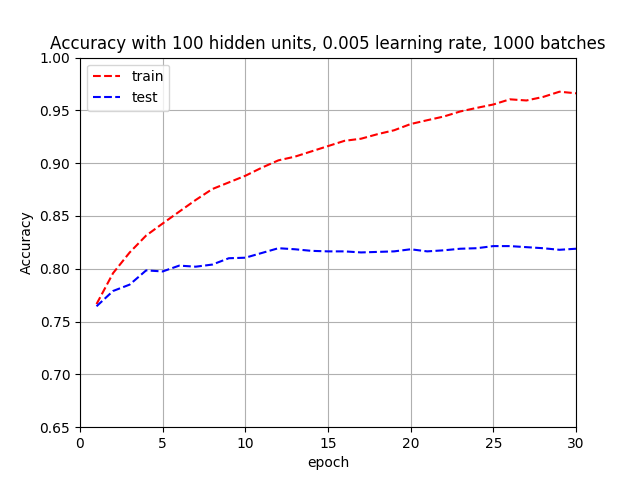 Accuracy with 100 hidden units, 0.005 learning rate, 1000 batches
train
test
1.00
0.95
0.90
0.85
0.80
0.75
0.70
0.65
Accuracy
0 5 10 15 20 25 30
epoch